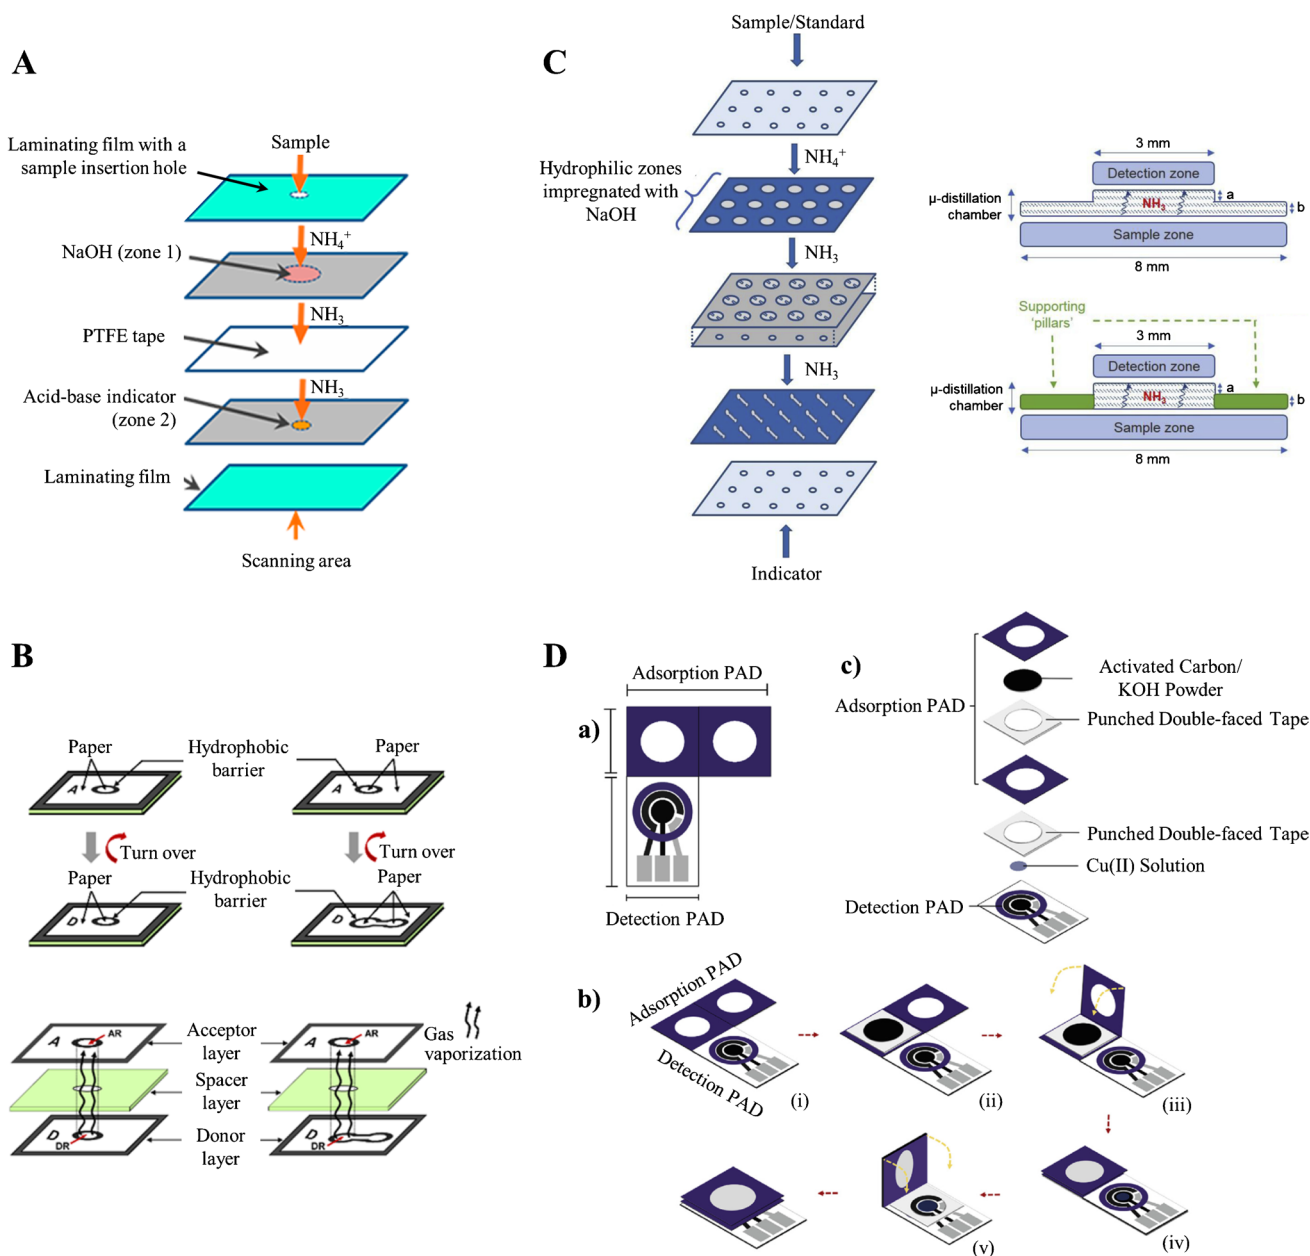 A
Laminating film with a
sample insertion hole
Sample
NaOH (zone 1)
NH₄⁺
NH₃
PTFE tape
NH₃
Acid-base indicator
(zone 2)
Laminating film
Scanning area
C
Sample/Standard
NH₄⁺
Hydrophilic zones
impregnated with
NaOH
NH₃
NH₃
Indicator
3 mm
Detection zone
μ-distillation
chamber
NH₃
a
b
Sample zone
8 mm
Supporting
'pillars'
3 mm
Detection zone
μ-distillation
chamber
NH₃
a
b
Sample zone
8 mm
B
Paper
Hydrophobic
barrier
Paper
A
A
Turn over
Turn over
Paper
Hydrophobic
barrier
Paper
D
D
A
AR
Acceptor
layer
A
AR
Gas
vaporization
Spacer
layer
D
DR
Donor
layer
D
DR
D
Adsorption PAD
a)
Detection PAD
c)
Adsorption PAD
Activated Carbon/
KOH Powder
Punched Double-faced Tape
Punched Double-faced Tape
Cu(II) Solution
Detection PAD
b)
Adsorption PAD
Detection PAD
(i)
(ii)
(iii)
(iv)
(v)